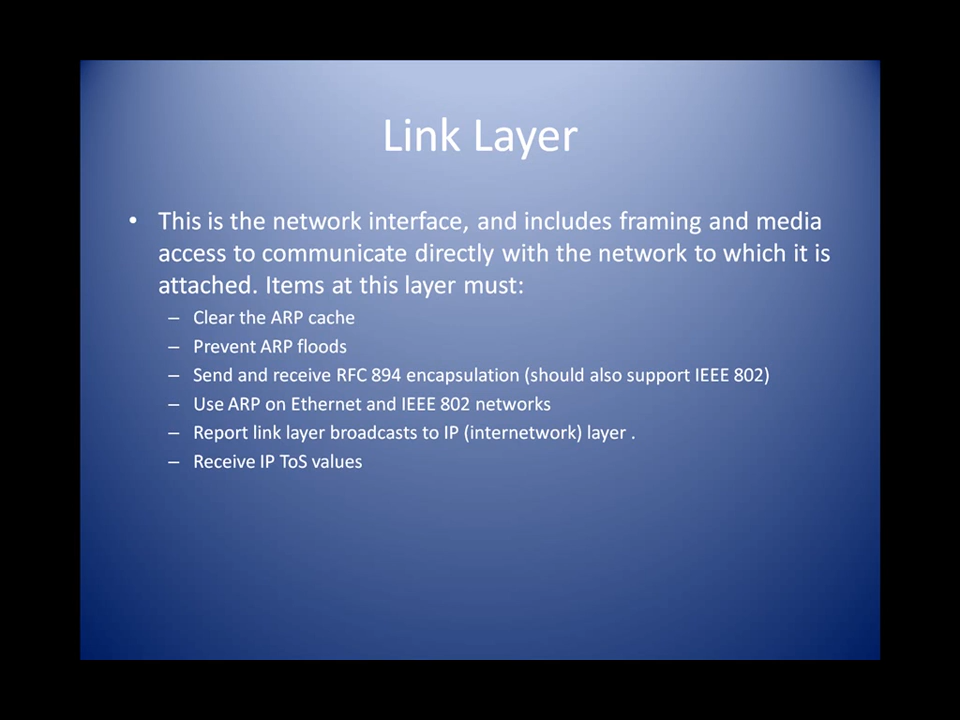 Link Layer
• This is the network interface, and includes framing and media
access to communicate directly with the network to which it is
attached. Items at this layer must:
– Clear the ARP cache
– Prevent ARP floods
– Send and receive RFC 894 encapsulation (should also support IEEE 802)
– Use ARP on Ethernet and IEEE 802 networks
– Report link layer broadcasts to IP (internetwork) layer .
– Receive IP ToS values